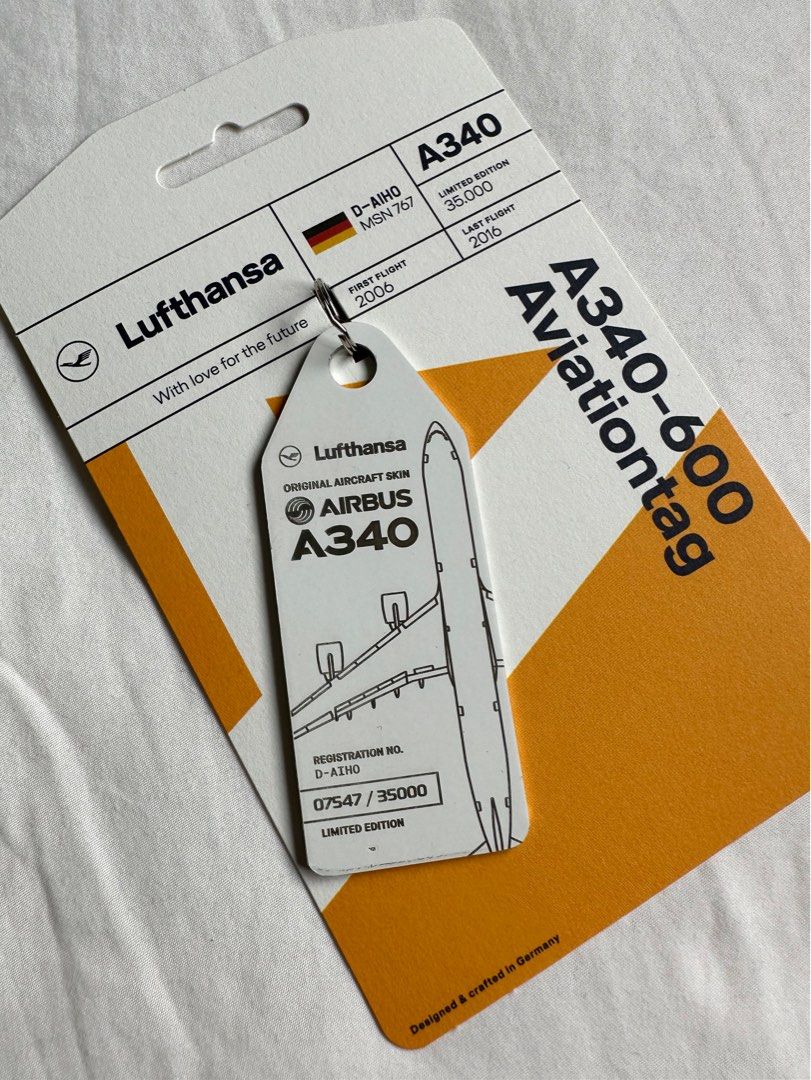 Lufthansa
With love for the future
D-AIHO
MSN 767
FIRST FLIGHT
2006
A340
LIMITED EDITION
35.000
LAST FLIGHT
2016
A340-600
Aviationtag
Lufthansa
ORIGINAL AIRCRAFT SKIN
AIRBUS
A340
REGISTRATION NO.
D-AIHO
07547 / 35000
LIMITED EDITION
Designed & crafted in Germany